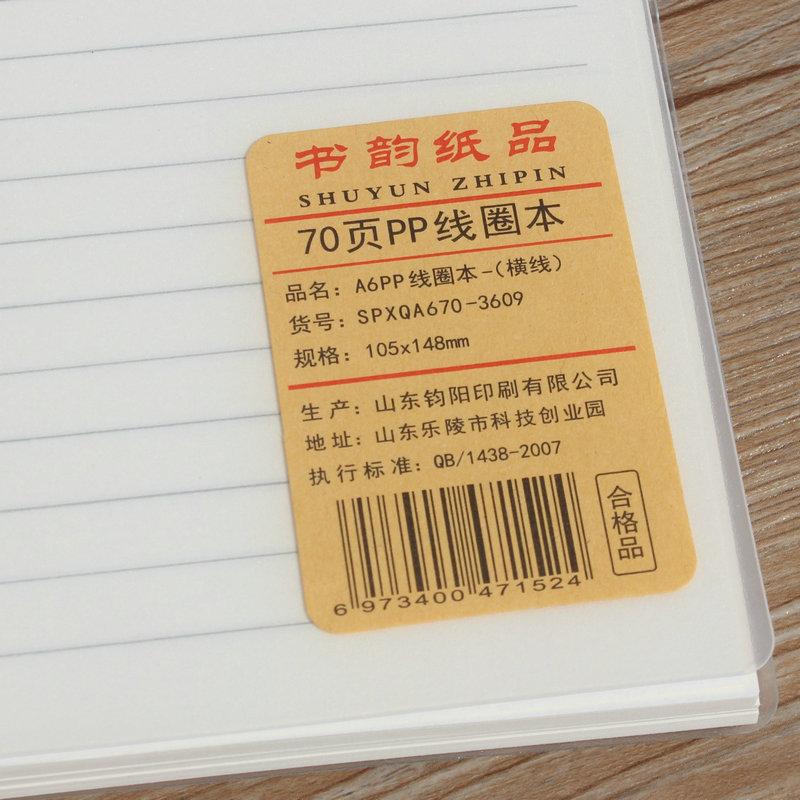 书韵纸品
SHUYUN ZHIPIN
70页PP线圈本
品名：A6PP线圈本-(横线)
货号：SPXQA670-3609
规格：105x148mm
生产：山东钧阳印刷有限公司
地址：山东乐陵市科技创业园
执行标准：QB/1438-2007
合格品
6 973400 471524